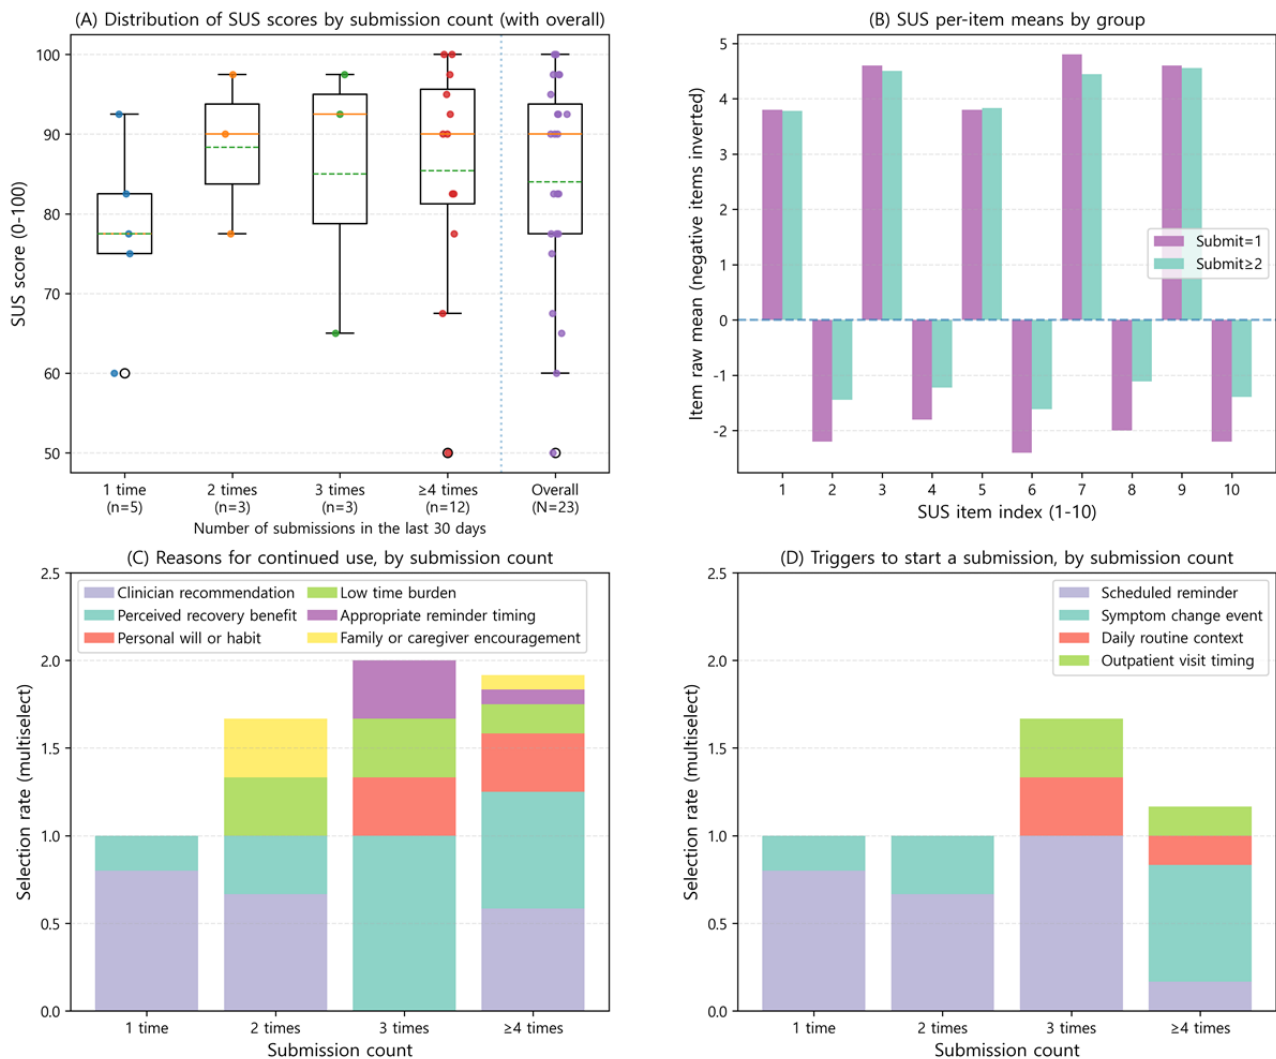 (A) Distribution of SUS scores by submission count (with overall)
100
90
80
70
60
50
SUS score (0-100)
1 time
(n=5)
2 times
(n=3)
3 times
(n=3)
≥4 times
(n=12)
Overall
(N=23)
Number of submissions in the last 30 days
(B) SUS per-item means by group
5
4
3
2
1
0
-1
-2
Item raw mean (negative items inverted)
Submit=1
Submit≥2
1 2 3 4 5 6 7 8 9 10
SUS item index (1-10)
(C) Reasons for continued use, by submission count
2.5
2.0
1.5
1.0
0.5
0.0
Selection rate (multiselect)
Clinician recommendation
Perceived recovery benefit
Personal will or habit
Low time burden
Appropriate reminder timing
Family or caregiver encouragement
1 time 2 times 3 times ≥4 times
Submission count
(D) Triggers to start a submission, by submission count
2.5
2.0
1.5
1.0
0.5
0.0
Selection rate (multiselect)
Scheduled reminder
Symptom change event
Daily routine context
Outpatient visit timing
1 time 2 times 3 times ≥4 times
Submission count